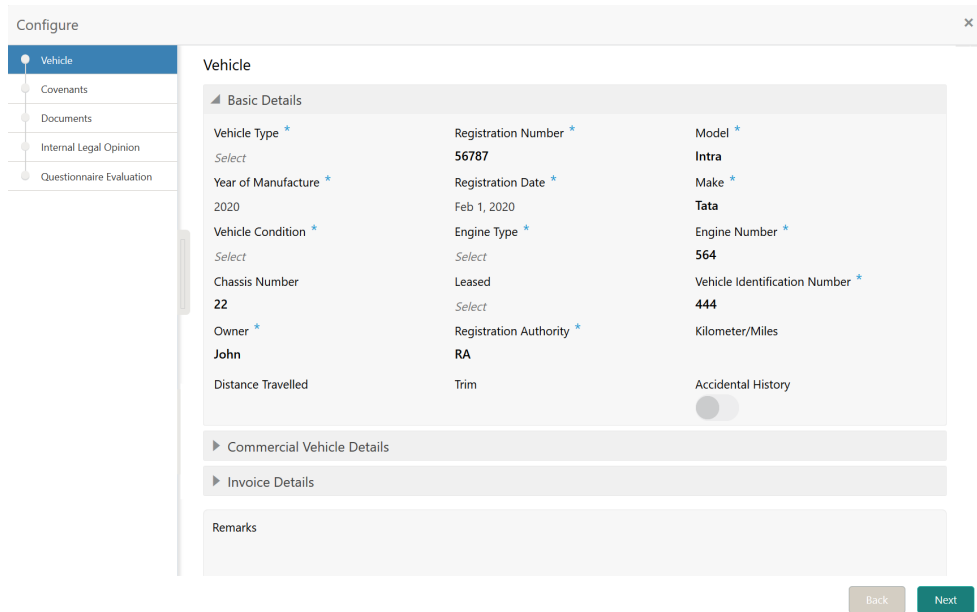 Configure
×
Vehicle
Covenants
Documents
Internal Legal Opinion
Questionnaire Evaluation
Vehicle
Basic Details
Vehicle Type * Registration Number * Model *
Select 56787 Intra
Year of Manufacture * Registration Date * Make *
2020 Feb 1, 2020 Tata
Vehicle Condition * Engine Type * Engine Number *
Select Select 564
Chassis Number Leased Vehicle Identification Number *
22 Select 444
Owner * Registration Authority * Kilometer/Miles
John RA
Distance Travelled Trim Accidental History
Commercial Vehicle Details
Invoice Details
Remarks
Back Next